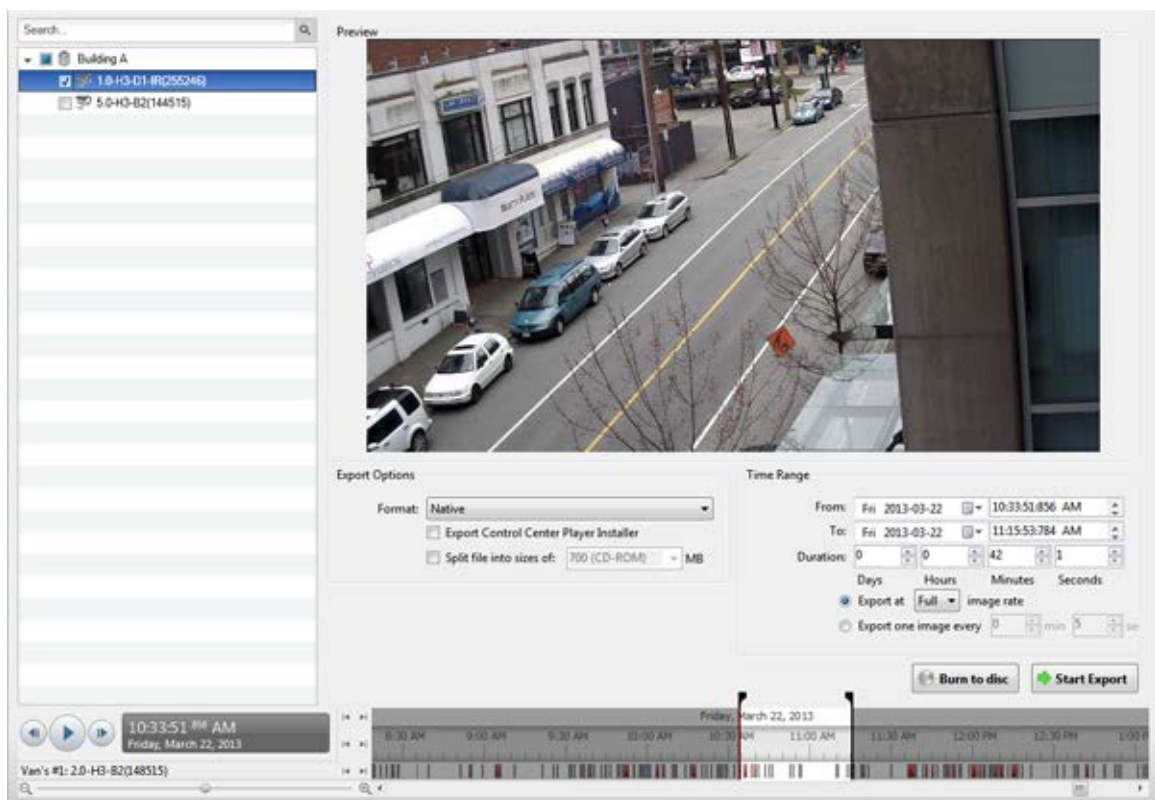 Search...
Preview
Building A
1.0-H3-D1-IR(255246)
5.0-H3-B2(144515)
Export Options
Format: Native
Export Control Center Player Installer
Split file into sizes of: 700 (CD-ROM) MB
Time Range
From: Fri 2013-03-22 10:33:51:856 AM
To: Fri 2013-03-22 11:15:53:784 AM
Duration: 0 0 42 1
Days Hours Minutes Seconds
Export at Full image rate
Export one image every 0 min 5 se
Burn to disc Start Export
10:33:51 AM
Friday, March 22, 2013
Friday, March 22, 2013
8:30 AM 9:00 AM 9:30 AM 10:00 AM 10:30 AM 11:00 AM 11:30 AM 12:00 PM 12:30 PM 1:00 P
Van's #1: 2.0-H3-B2(148515)